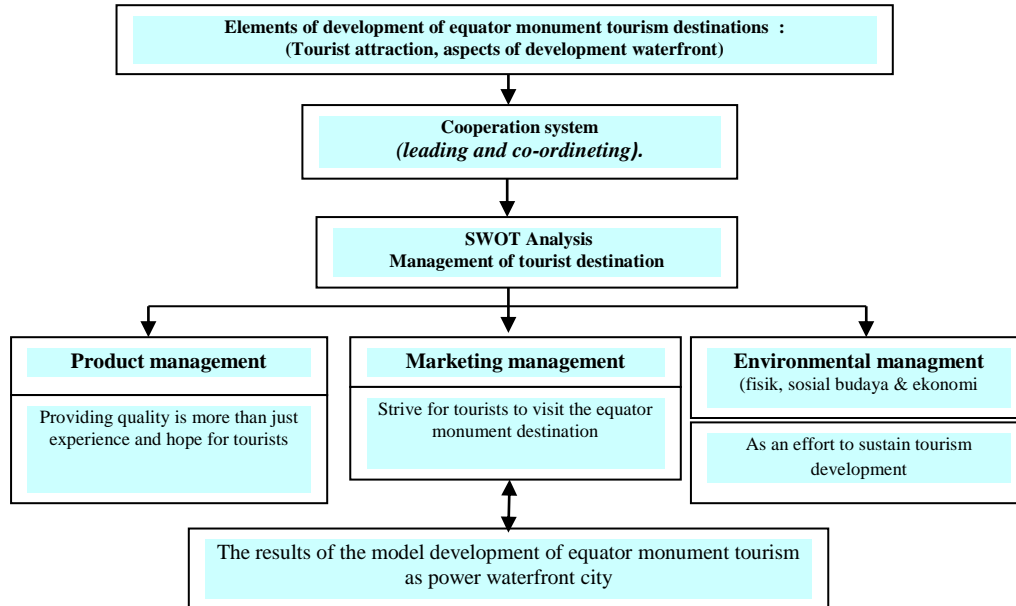 Elements of development of equator monument tourism destinations :
(Tourist attraction, aspects of development waterfront)
Cooperation system
(leading and co-ordineting).
SWOT Analysis
Management of tourist destination
Product management
Providing quality is more than just
experience and hope for tourists
Marketing management
Strive for tourists to visit the equator
monument destination
Environmental managment
(fisik, sosial budaya & ekonomi
As an effort to sustain tourism
development
The results of the model development of equator monument tourism
as power waterfront city